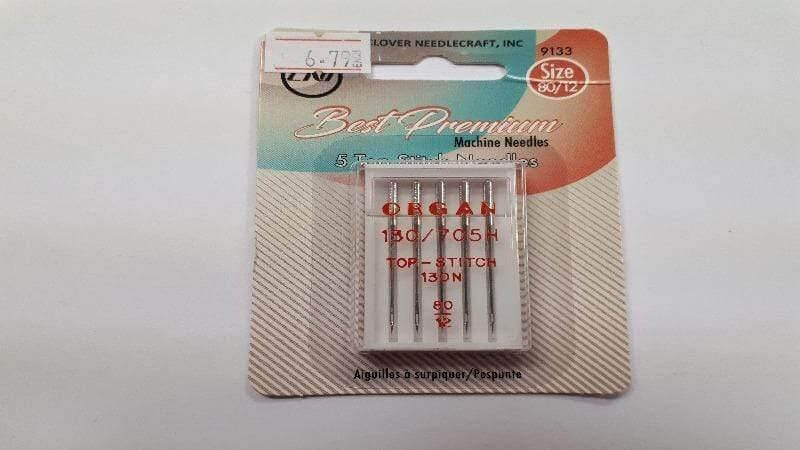 6.79
CLOVER NEEDLECRAFT, INC
9133
Size
80/12
Best Premium
Machine Needles
5 Top Stitch Needles
ORGAN
130/705H
TOP-STITCH
130N
80
12
Aiguilles à surpiquer/Pespunte